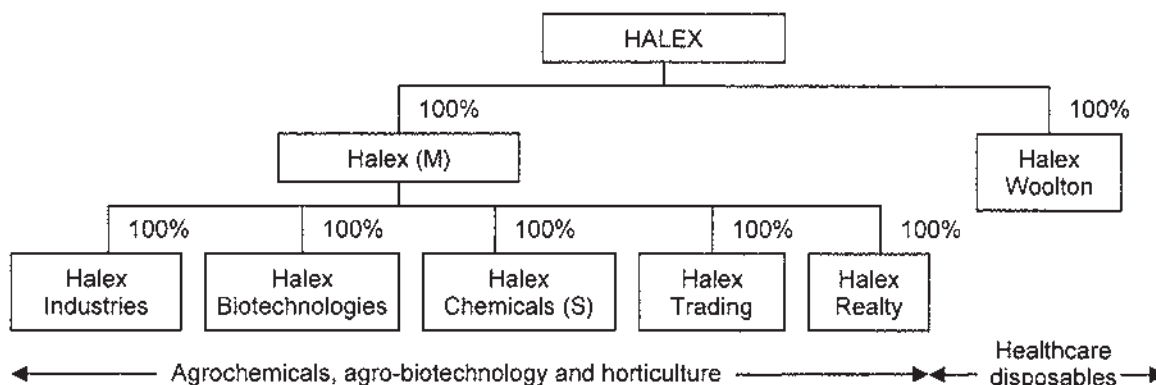 HALEX
100%
100%
Halex (M)
Halex
Woolton
100%
100%
100%
100%
100%
Halex
Industries
Halex
Biotechnologies
Halex
Chemicals (S)
Halex
Trading
Halex
Realty
Agrochemicals, agro-biotechnology and horticulture
Healthcare
disposables